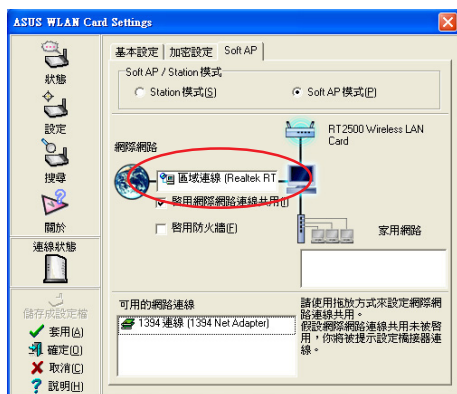 ASUS WLAN Card Settings
狀態
設定
搜尋
關於
連線狀態
儲存成設定檔
套用(A)
確定(O)
取消(C)
說明(H)
基本設定
加密設定
Soft AP
Soft AP / Station 模式
Station 模式(S)
Soft AP 模式(P)
網際網路
RT2500 Wireless LAN
Card
區域連線 (Realtek RT
啟用網際網路連線共用(I)
啟用防火牆(F)
家用網路
可用的網路連線
1394 連線 (1394 Net Adapter)
請使用拖放方式來設定網際網
路連線共用。
假設網際網路連線共用未被啓
用，你將被提示設定橋接器連
線。